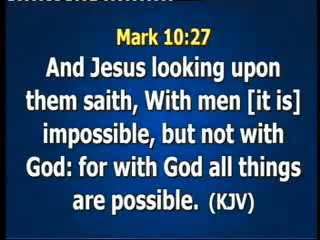 Mark 10:27
And Jesus looking upon
them saith, With men [it is]
impossible, but not with
God: for with God all things
are possible. (KJV)